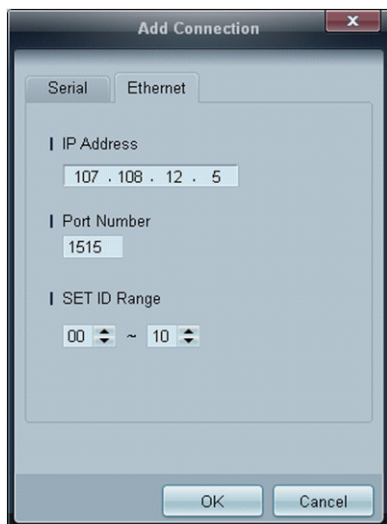 Add Connection
x
Serial Ethernet
IP Address
107 . 108 . 12 . 5
Port Number
1515
SET ID Range
00 ~ 10
OK Cancel